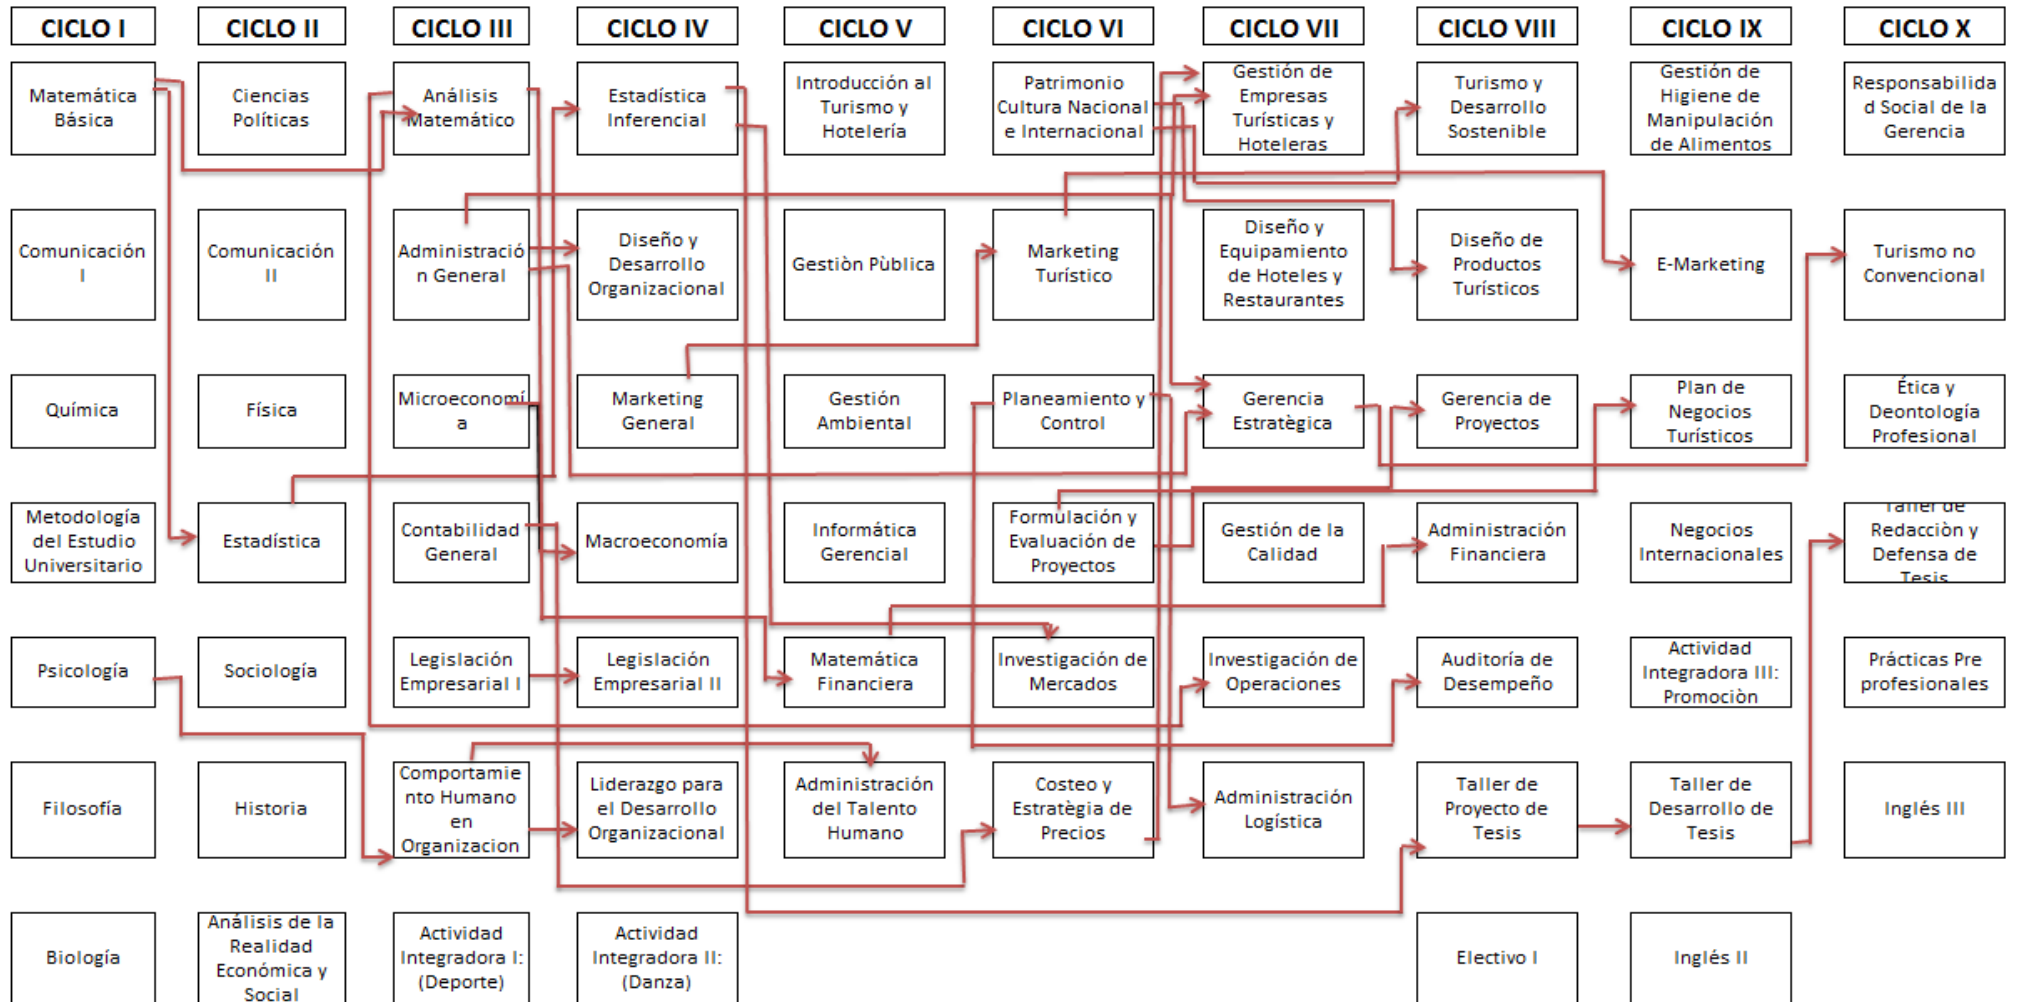 CICLO I
CICLO II
CICLO III
CICLO IV
CICLO V
CICLO VI
CICLO VII
CICLO VIII
CICLO IX
CICLO X
Matemática
Básica
Ciencias
Políticas
Análisis
Matemático
Estadística
Inferencial
Introducción al
Turismo y
Hotelería
Patrimonio
Cultura Nacional
e Internacional
Gestión de
Empresas
Turísticas y
Hoteleras
Turismo y
Desarrollo
Sostenible
Gestión de
Higiene de
Manipulación
de Alimentos
Responsabilida
d Social de la
Gerencia
Comunicación
I
Comunicación
II
Administració
n General
Diseño y
Desarrollo
Organizacional
Gestiòn Pùblica
Marketing
Turístico
Diseño y
Equipamiento
de Hoteles y
Restaurantes
Diseño de
Productos
Turísticos
E-Marketing
Turismo no
Convencional
Química
Física
Microeconomí
a
Marketing
General
Gestión
Ambiental
Planeamiento y
Control
Gerencia
Estratègica
Gerencia de
Proyectos
Plan de
Negocios
Turísticos
Ética y
Deontología
Profesional
Metodología
del Estudio
Universitario
Estadística
Contabilidad
General
Macroeconomía
Informática
Gerencial
Formulación y
Evaluación de
Proyectos
Gestión de la
Calidad
Administración
Financiera
Negocios
Internacionales
Taller de
Redacciòn y
Defensa de
Tesis
Psicología
Sociología
Legislación
Empresarial I
Legislación
Empresarial II
Matemática
Financiera
Investigación de
Mercados
Investigación de
Operaciones
Auditoría de
Desempeño
Actividad
Integradora III:
Promociòn
Prácticas Pre
profesionales
Filosofía
Historia
Comportamie
nto Humano
en
Organizacion
Liderazgo para
el Desarrollo
Organizacional
Administración
del Talento
Humano
Costeo y
Estratègia de
Precios
Administración
Logística
Taller de
Proyecto de
Tesis
Taller de
Desarrollo de
Tesis
Inglés III
Biología
Análisis de la
Realidad
Económica y
Social
Actividad
Integradora I:
(Deporte)
Actividad
Integradora II:
(Danza)
Electivo I
Inglés II